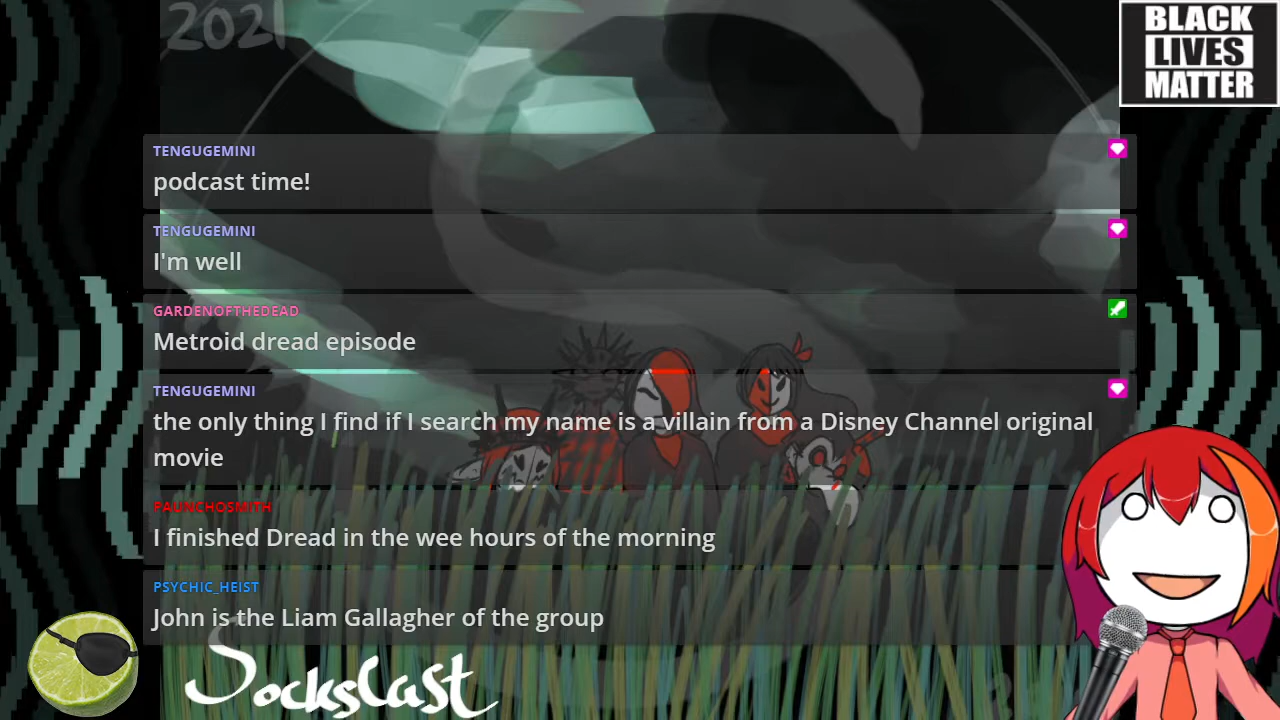 2021
BLACK
LIVES
MATTER
TENGUGEMINI
podcast time!
TENGUGEMINI
I'm well
GARDENOFTHEDEAD
Metroid dread episode
TENGUGEMINI
the only thing I find if I search my name is a villain from a Disney Channel original
movie
PAUNCHOSMITH
I finished Dread in the wee hours of the morning
PSYCHIC_HEIST
John is the Liam Gallagher of the group
SocksCast